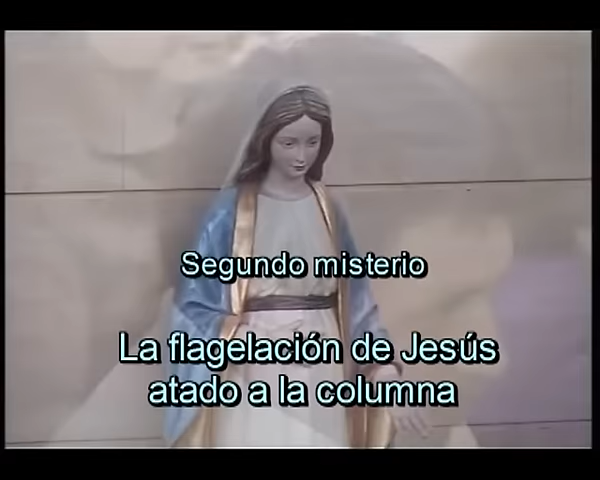 Segundo misterio
La flagelación de Jesús
atado a la columna